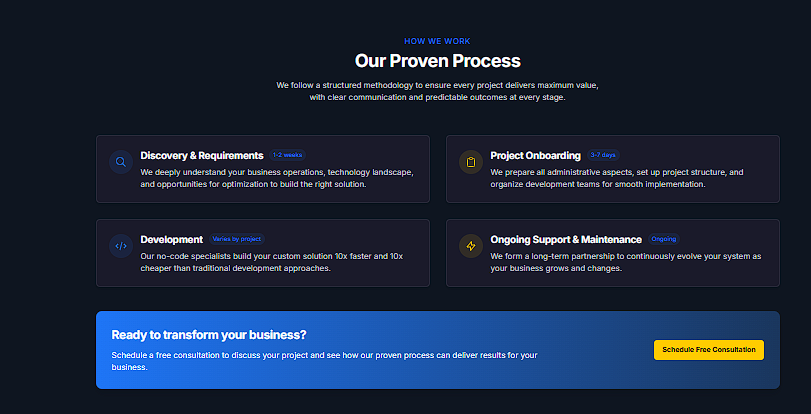 HOW WE WORK
Our Proven Process
We follow a structured methodology to ensure every project delivers maximum value,
with clear communication and predictable outcomes at every stage.
Discovery & Requirements 1-2 weeks
We deeply understand your business operations, technology landscape,
and opportunities for optimization to build the right solution.
Project Onboarding 3-7 days
We prepare all administrative aspects, set up project structure, and
organize development teams for smooth implementation.
Development Varies by project
Our no-code specialists build your custom solution 10x faster and 10x
cheaper than traditional development approaches.
Ongoing Support & Maintenance Ongoing
We form a long-term partnership to continuously evolve your system as
your business grows and changes.
Ready to transform your business?
Schedule a free consultation to discuss your project and see how our proven process can deliver results for your
business.
Schedule Free Consultation